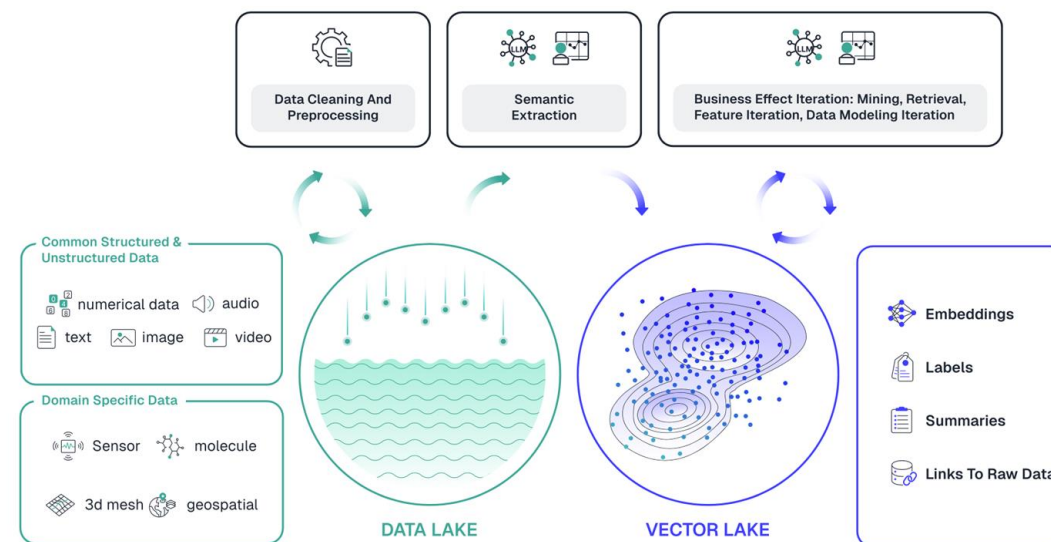 LLM
LLM
Data Cleaning And
Preprocessing
Semantic
Extraction
Business Effect Iteration: Mining, Retrieval,
Feature Iteration, Data Modeling Iteration
Common Structured &
Unstructured Data
numerical data
audio
text
image
video
Domain Specific Data
Sensor
molecule
3d mesh
geospatial
DATA LAKE
VECTOR LAKE
Embeddings
Labels
Summaries
Links To Raw Data